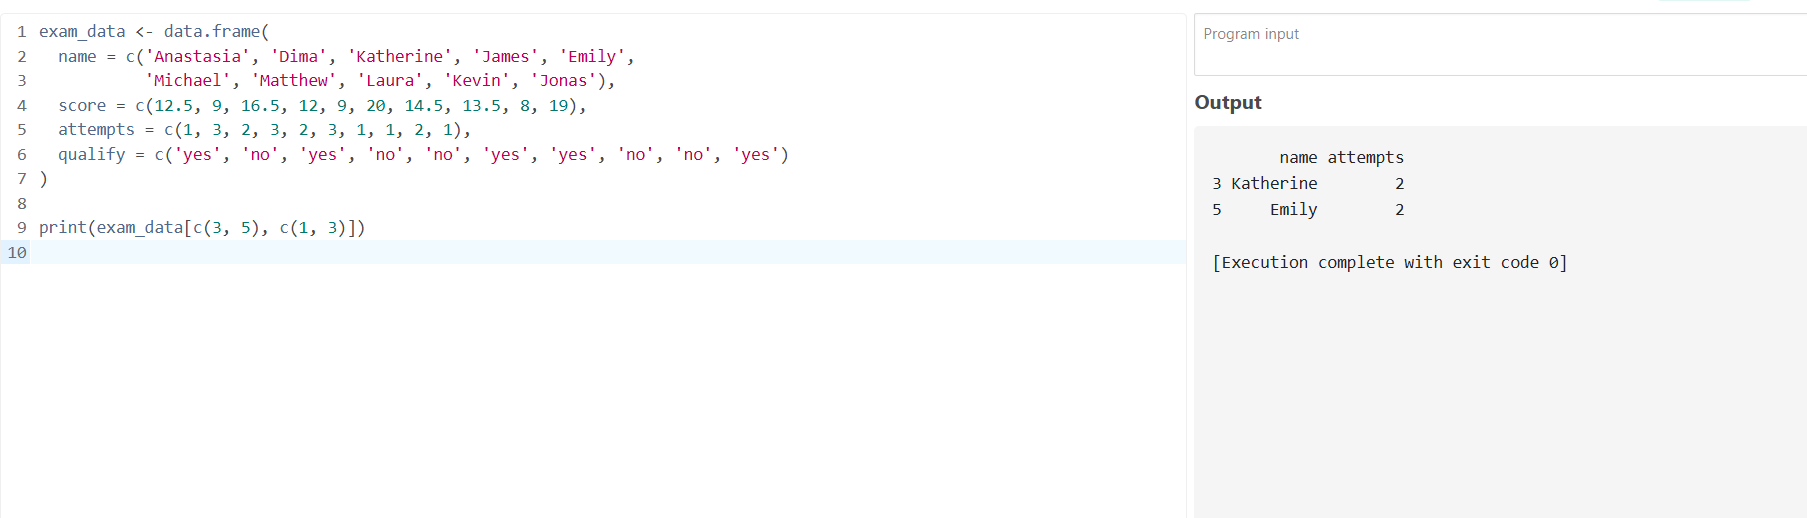 1 exam_data <- data.frame(
2   name = c('Anastasia', 'Dima', 'Katherine', 'James', 'Emily',
3            'Michael', 'Matthew', 'Laura', 'Kevin', 'Jonas'),
4   score = c(12.5, 9, 16.5, 12, 9, 20, 14.5, 13.5, 8, 19),
5   attempts = c(1, 3, 2, 3, 2, 3, 1, 1, 2, 1),
6   qualify = c('yes', 'no', 'yes', 'no', 'no', 'yes', 'yes', 'no', 'no', 'yes')
7 )
8
9 print(exam_data[c(3, 5), c(1, 3)])
10
Program input
Output
       name attempts
3 Katherine        2
5     Emily        2
[Execution complete with exit code 0]